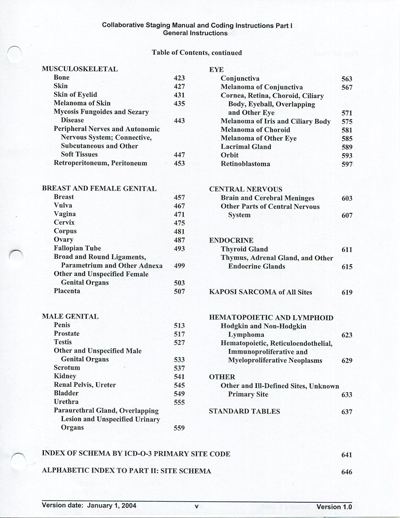 Collaborative Staging Manual and Coding Instructions Part I
General Instructions
Table of Contents, continued
MUSCULOSKELETAL
Bone 423
Skin 427
Skin of Eyelid 431
Melanoma of Skin 435
Mycosis Fungoides and Sezary
Disease 443
Peripheral Nerves and Autonomic
Nervous System; Connective,
Subcutaneous and Other
Soft Tissues 447
Retroperitoneum, Peritoneum 453
BREAST AND FEMALE GENITAL
Breast 457
Vulva 467
Vagina 471
Cervix 475
Corpus 481
Ovary 487
Fallopian Tube 493
Broad and Round Ligaments,
Parametrium and Other Adnexa 499
Other and Unspecified Female
Genital Organs 503
Placenta 507
MALE GENITAL
Penis 513
Prostate 517
Testis 527
Other and Unspecified Male
Genital Organs 533
Scrotum 537
Kidney 541
Renal Pelvis, Ureter 545
Bladder 549
Urethra 555
Paraurethral Gland, Overlapping
Lesion and Unspecified Urinary
Organs 559
EYE
Conjunctiva 563
Melanoma of Conjunctiva 567
Cornea, Retina, Choroid, Ciliary
Body, Eyeball, Overlapping
and Other Eye 571
Melanoma of Iris and Ciliary Body 575
Melanoma of Choroid 581
Melanoma of Other Eye 585
Lacrimal Gland 589
Orbit 593
Retinoblastoma 597
CENTRAL NERVOUS
Brain and Cerebral Meninges 603
Other Parts of Central Nervous
System 607
ENDOCRINE
Thyroid Gland 611
Thymus, Adrenal Gland, and Other
Endocrine Glands 615
KAPOSI SARCOMA of All Sites 619
HEMATOPOIETIC AND LYMPHOID
Hodgkin and Non-Hodgkin
Lymphoma 623
Hematopoietic, Reticuloendothelial,
Immunoproliferative and
Myeloproliferative Neoplasms 629
OTHER
Other and Ill-Defined Sites, Unknown
Primary Site 633
STANDARD TABLES 637
INDEX OF SCHEMA BY ICD-O-3 PRIMARY SITE CODE 641
ALPHABETIC INDEX TO PART II: SITE SCHEMA 646
Version date: January 1, 2004 v Version 1.0